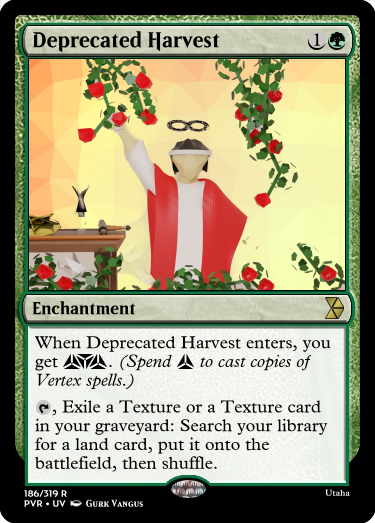 Deprecated Harvest 1
Enchantment
When Deprecated Harvest enters, you
get . (Spend to cast copies of
Vertex spells.)
, Exile a Texture or a Texture card
in your graveyard: Search your library
for a land card, put it onto the
battlefield, then shuffle.
186/319 R Utaha
PVR • UV Gurk Vangus